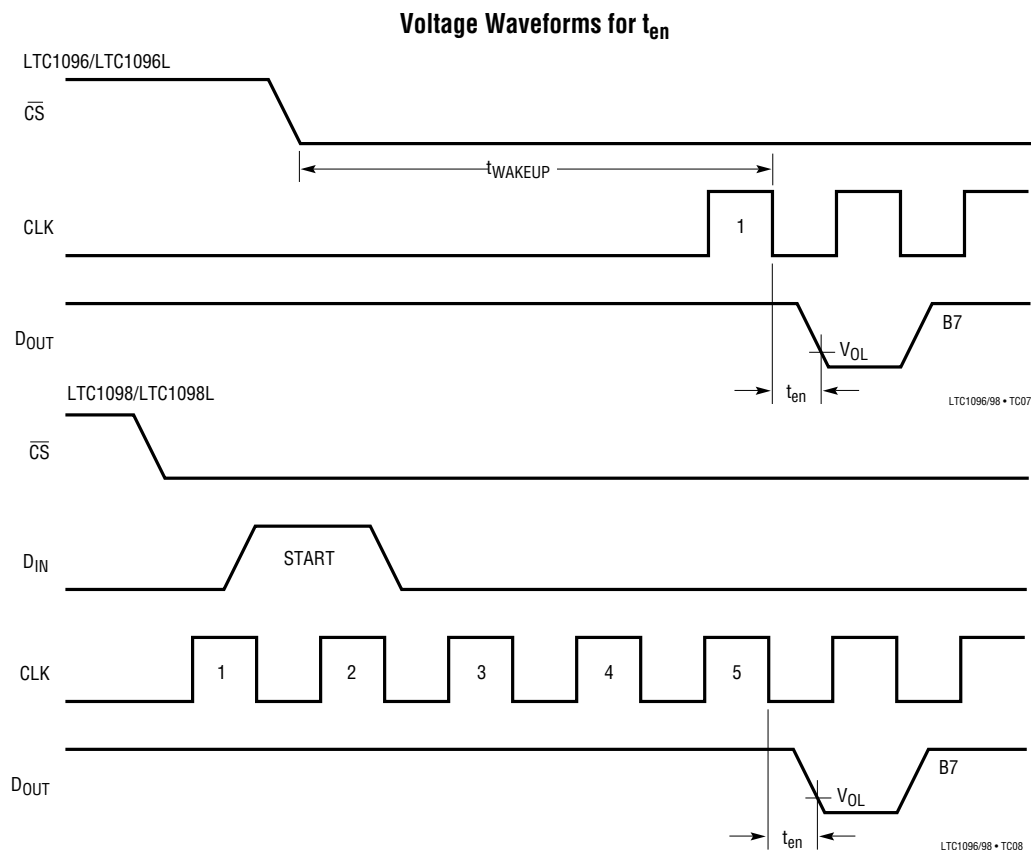 Voltage Waveforms for ten
LTC1096/LTC1096L
CS
tWAKEUP
CLK
1
DOUT
B7
VOL
ten
LTC1096/98 • TC07
LTC1098/LTC1098L
CS
DIN
START
CLK
1 2 3 4 5
DOUT
B7
VOL
ten
LTC1096/98 • TC08